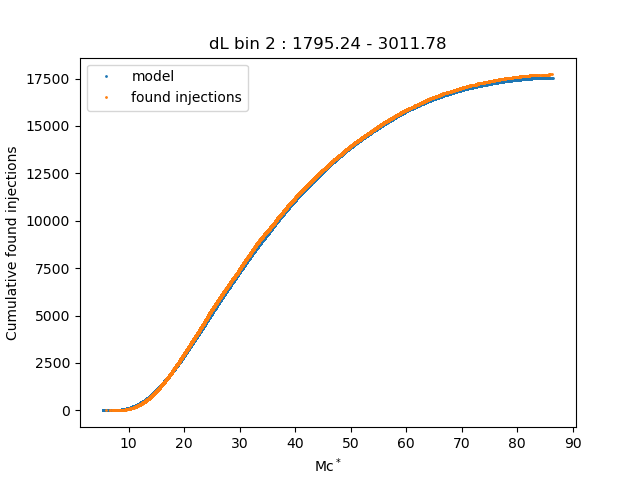 dL bin 2 : 1795.24 - 3011.78
model
found injections
17500
15000
12500
10000
7500
5000
2500
0
Cumulative found injections
10 20 30 40 50 60 70 80 90
Mc*